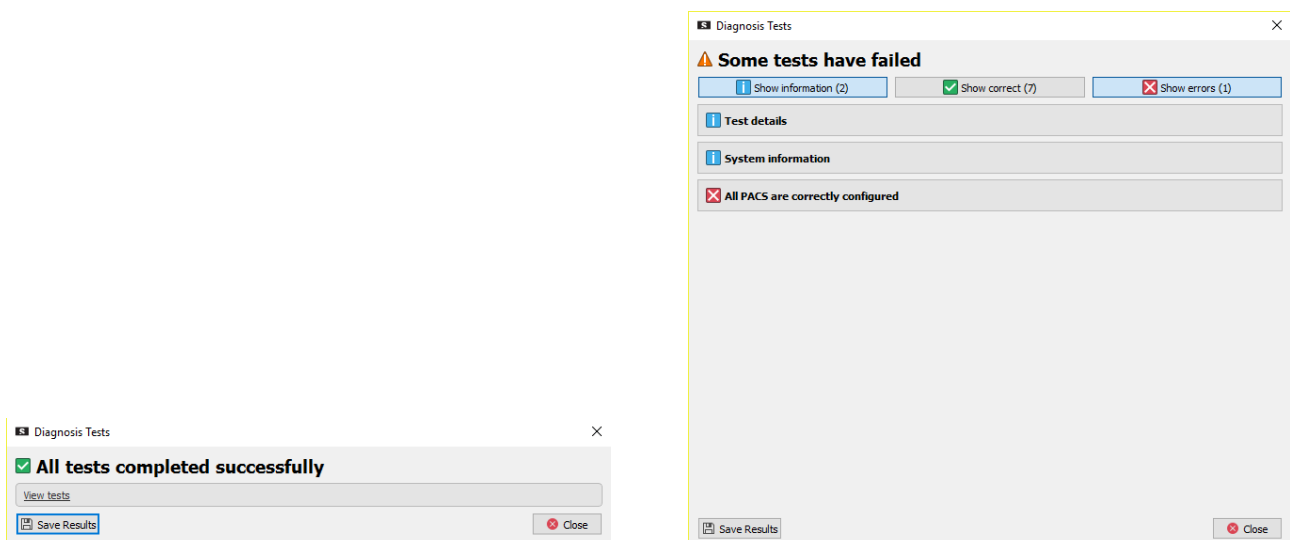 Diagnosis Tests
All tests completed successfully
View tests
Save Results
Close
S Diagnosis Tests
Some tests have failed
Show information (2)
Show correct (7)
Show errors (1)
Test details
System information
All PACS are correctly configured
Save Results
Close